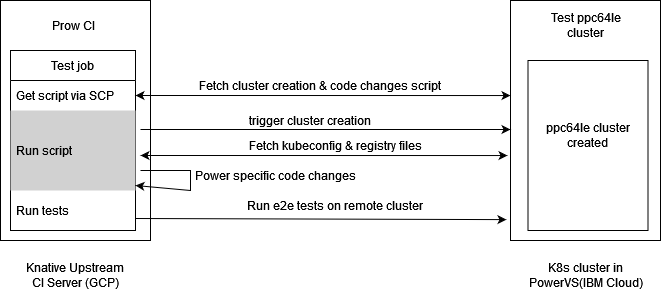 Prow CI
Test job
Get script via SCP
Run script
Run tests
Fetch cluster creation & code changes script
trigger cluster creation
Fetch kubeconfig & registry files
Power specific code changes
Run e2e tests on remote cluster
Test ppc64le
cluster
ppc64le cluster
created
Knative Upstream
CI Server (GCP)
K8s cluster in
PowerVS(IBM Cloud)